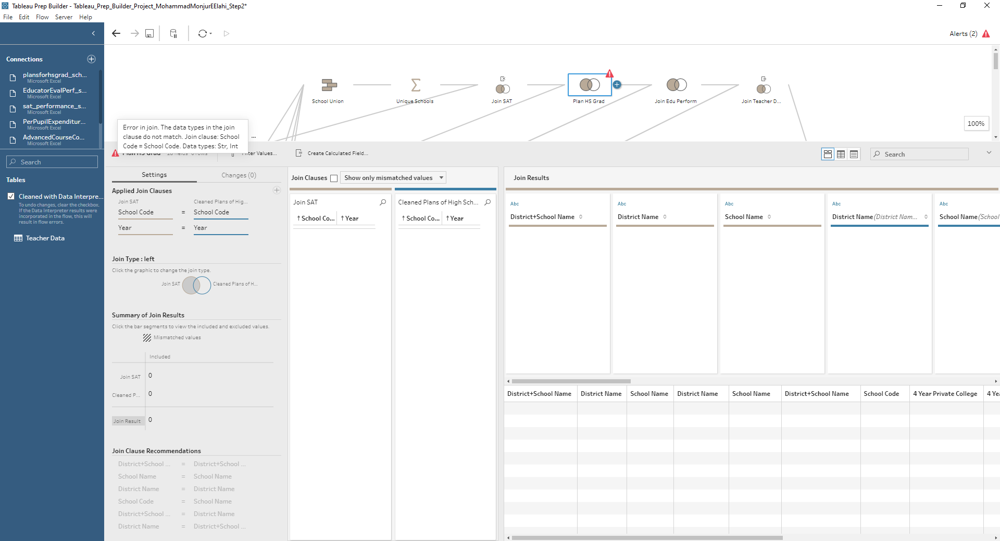 Tableau Prep Builder - Tableau_Prep_Builder_Project_MohammadMonjurEElahi_Step2*
File Edit Flow Server Help
Alerts (2)
Connections
plansforhsgrad_sch...
Microsoft Excel
EducatorEvalPerf_s...
Microsoft Excel
sat_performance_s...
Microsoft Excel
PerPupilExpenditur...
Microsoft Excel
AdvancedCourseCo...
Microsoft Excel
Search
Tables
Cleaned with Data Interpre...
To undo changes, clear the checkbox.
If the Data Interpreter results were
incorporated in the flow, this will
result in flow errors.
Teacher Data
School Union
Unique Schools
Join SAT
Plan HS Grad
Join Edu Perform
Join Teacher D...
100%
Error in join. The data types in the join
clause do not match. Join clause: School
Code = School Code. Data types: Str, Int
...
Plan HS Grad
Filter Values...
Create Calculated Field...
Search
Settings
Changes (0)
Applied Join Clauses
Join SAT Cleaned Plans of Hig...
School Code = School Code
Year = Year
Join Type : left
Click the graphic to change the join type.
Join SAT Cleaned Plans of H...
Summary of Join Results
Click the bar segments to view the included and excluded values.
Mismatched values
Included
Join SAT 0
Cleaned P... 0
Join Result 0
Join Clause Recommendations
District+School ... = District+School ...
School Name = School Name
District Name = District Name
School Code = School Name
District+School ... = District Name
District Name = District+School ...
Join Clauses
Show only mismatched values
Join SAT
School Co... Year
Cleaned Plans of High Sch...
School Co... Year
Join Results
Abc
District+School Name 0
Abc
District Name 0
Abc
School Name 0
Abc
District Name (District Nam... 0
Abc
School Name (School
District+School Name District Name School Name District Name School Name District+School Name School Code 4 Year Private College 4 Yea